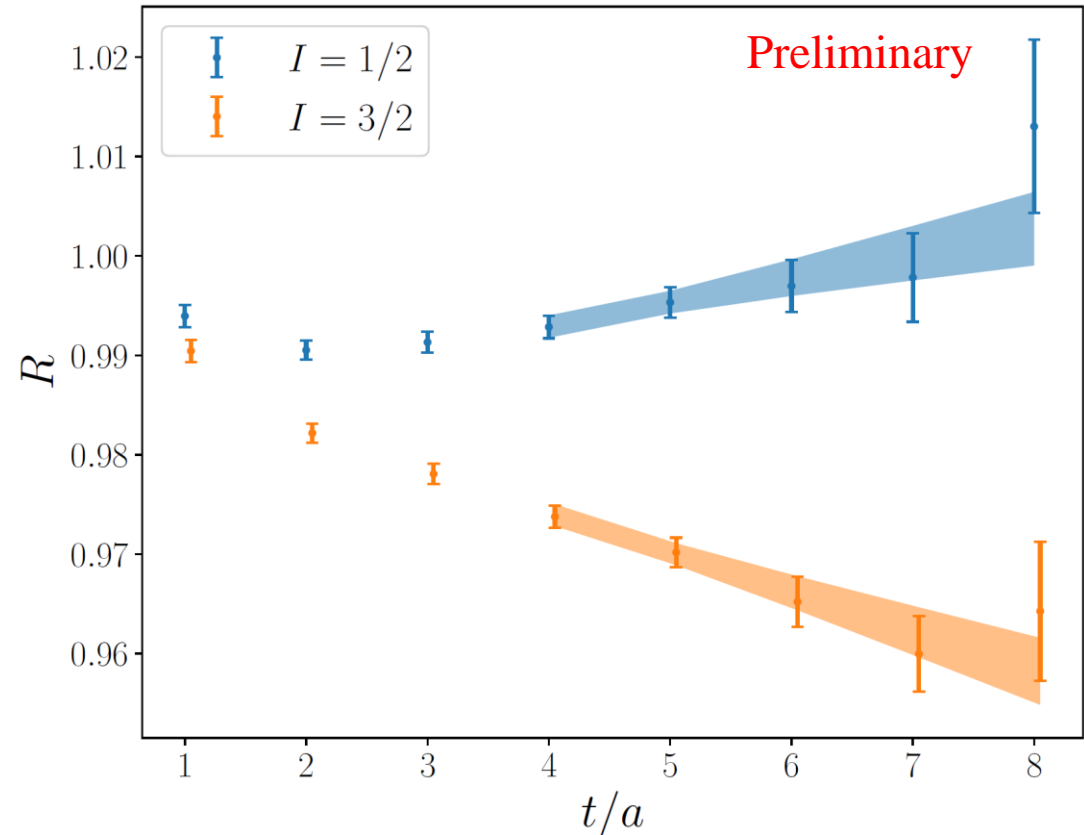 Preliminary
I = 1/2
I = 3/2
1.02
1.01
1.00
0.99
0.98
0.97
0.96
R
1 2 3 4 5 6 7 8
t/a